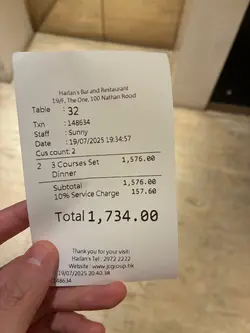 Harlan's Bar and Restaurant
19/F, The One, 100 Nathan Road
Table : 32
Txn : 148634
Staff : Sunny
Date : 19/07/2025 19:34:57
Cus count: 2
2 3 Courses Set 1,576.00
Dinner
Subtotal 1,576.00
10% Service Charge 157.60
Total 1,734.00
Thank you for your visit!
Harlan's Tel : 2972 2222
Website : www.jcgroup.hk
19/07/2025 20:40:34
148634